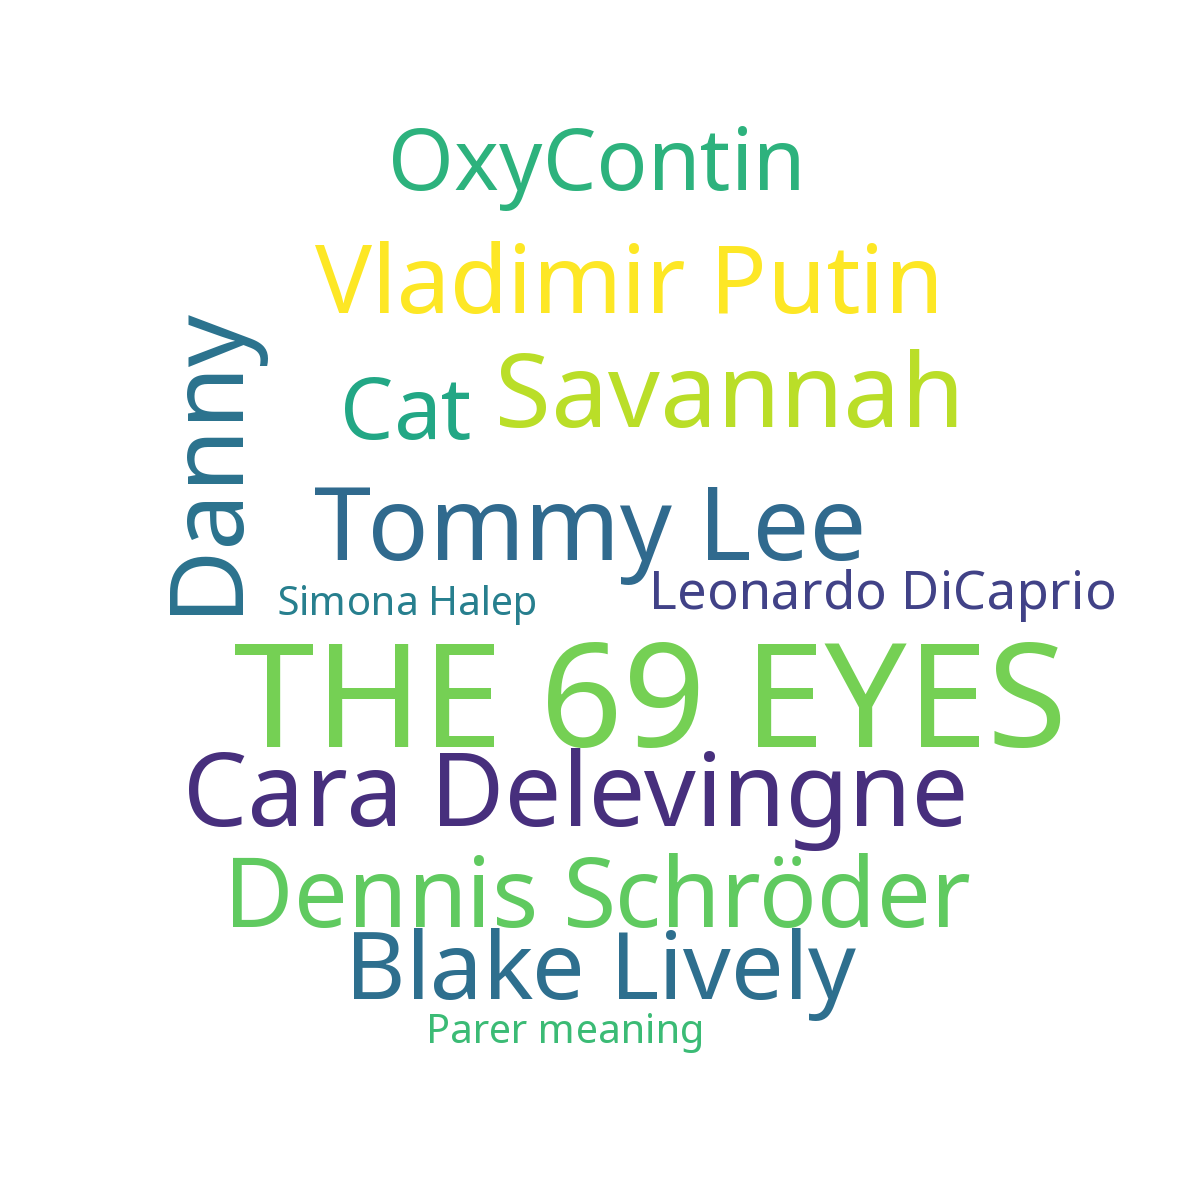 OxyContin
Vladimir Putin
Danny
Cat
Savannah
Tommy Lee
Simona Halep
Leonardo DiCaprio
THE 69 EYES
Cara Delevingne
Dennis Schröder
Blake Lively
Parer meaning